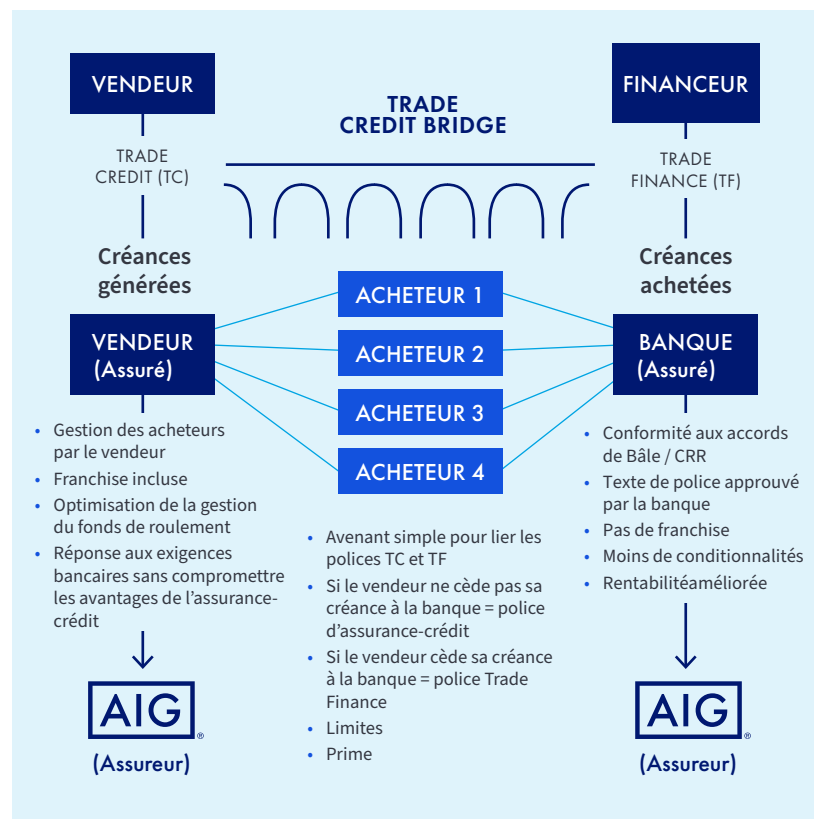 VENDEUR
TRADE
CREDIT (TC)
Créances
générées
TRADE
CREDIT BRIDGE
FINANCEUR
TRADE
FINANCE (TF)
Créances
achetées
VENDEUR
(Assuré)
ACHETEUR 1
ACHETEUR 2
ACHETEUR 3
ACHETEUR 4
BANQUE
(Assuré)
• Gestion des acheteurs
par le vendeur
• Franchise incluse
• Optimisation de la gestion
du fonds de roulement
• Réponse aux exigences
bancaires sans compromettre
les avantages de l'assurance-
crédit
• Avenant simple pour lier les
polices TC et TF
• Si le vendeur ne cède pas sa
créance à la banque = police
d'assurance-crédit
• Si le vendeur cède sa créance
à la banque = police Trade
Finance
• Limites
• Prime
• Conformité aux accords
de Bâle / CRR
• Texte de police approuvé
par la banque
• Pas de franchise
• Moins de conditionnalités
• Rentabilitéaméliorée
AIG®
(Assureur)
AIG®
(Assureur)